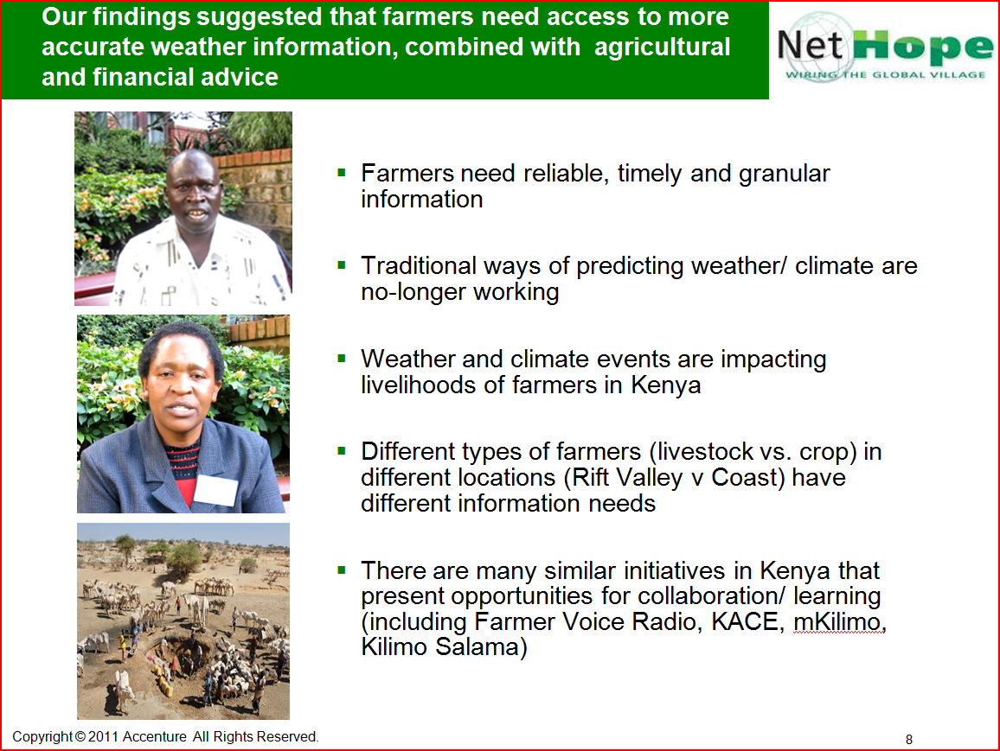 Our findings suggested that farmers need access to more
accurate weather information, combined with  agricultural
and financial advice
Net Hope
WIRING THE GLOBAL VILLAGE
▪ Farmers need reliable, timely and granular
information
▪ Traditional ways of predicting weather/ climate are
no-longer working
▪ Weather and climate events are impacting
livelihoods of farmers in Kenya
▪ Different types of farmers (livestock vs. crop) in
different locations (Rift Valley v Coast) have
different information needs
▪ There are many similar initiatives in Kenya that
present opportunities for collaboration/ learning
(including Farmer Voice Radio, KACE, mKilimo,
Kilimo Salama)
Copyright © 2011 Accenture  All Rights Reserved.
8